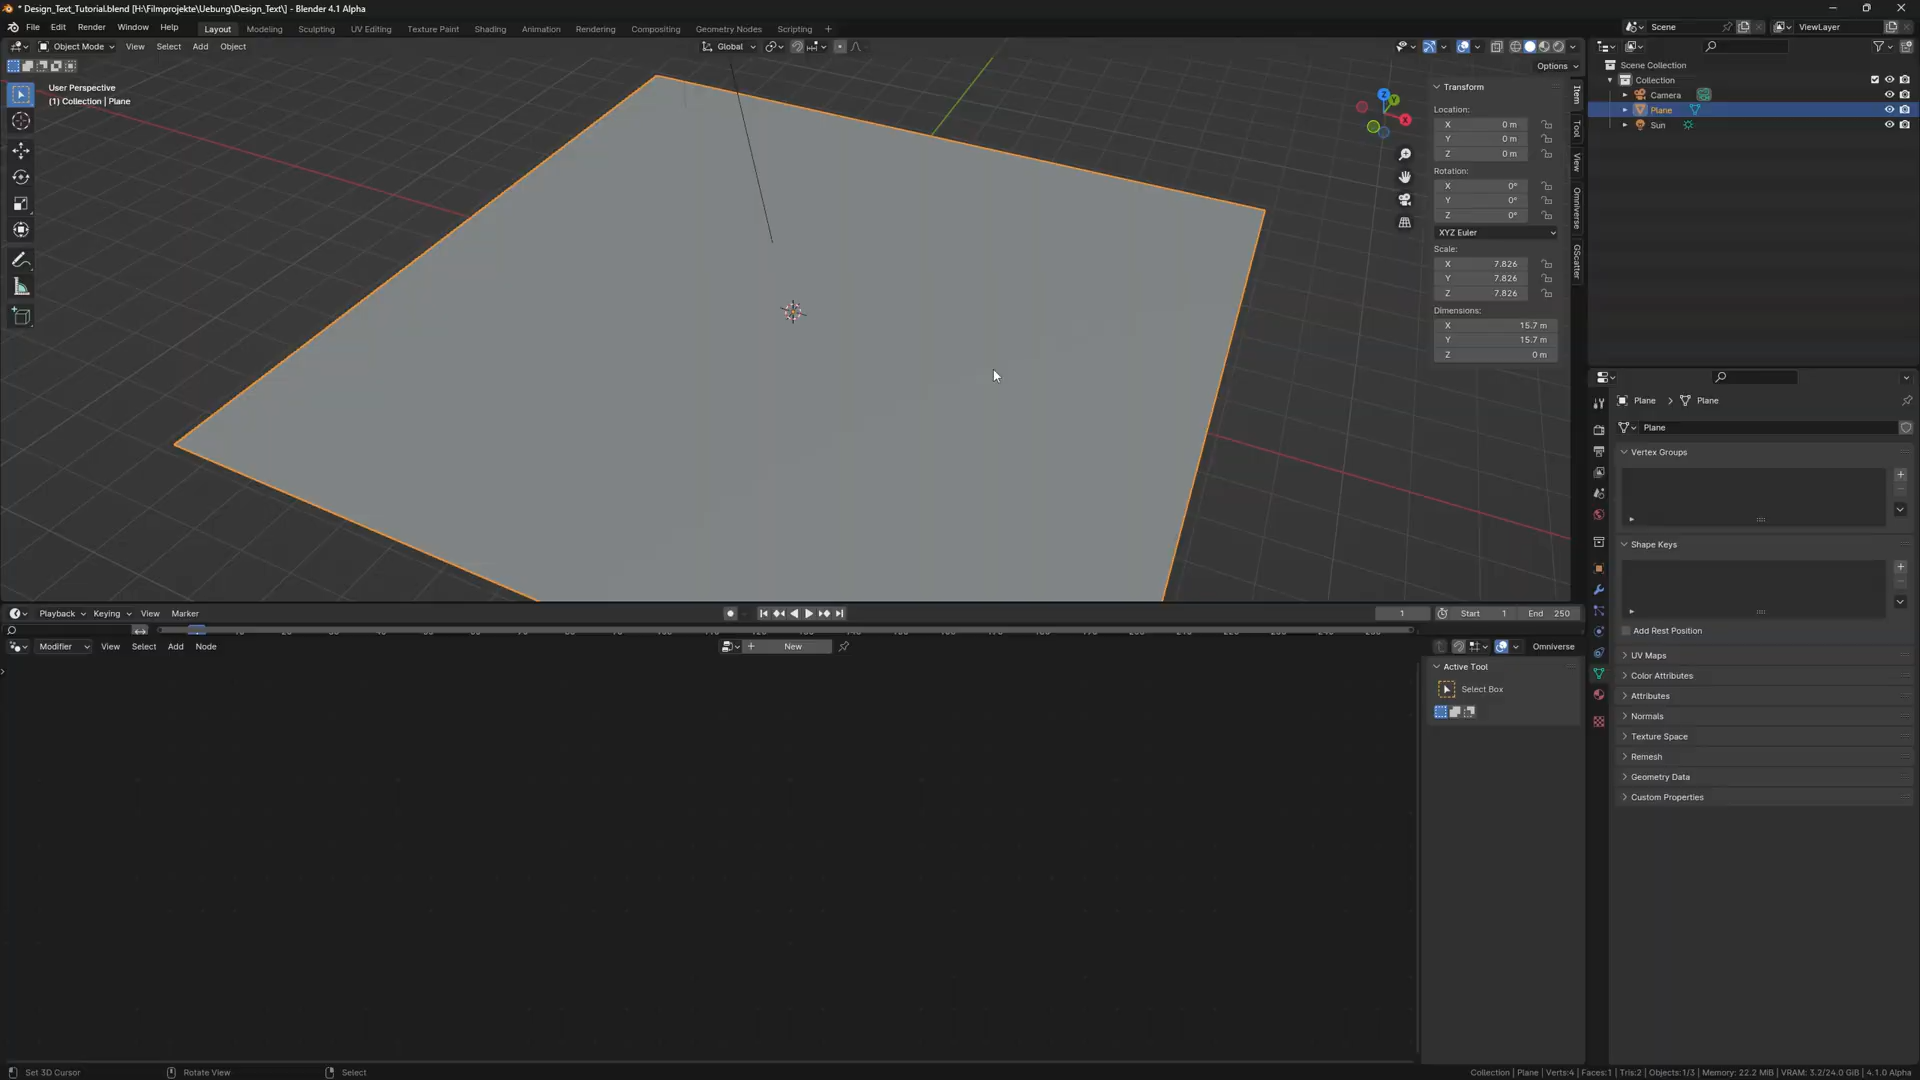 * Design_Text_Tutorial.blend [H:\Filmprojekte\Uebung\Design_Text\] - Blender 4.1 Alpha
File Edit Render Window Help Layout Modeling Sculpting UV Editing Texture Paint Shading Animation Rendering Compositing Geometry Nodes Scripting + Scene ViewLayer
Object Mode View Select Add Object Global
Options
User Perspective
(1) Collection | Plane
Z
Y
X
Transform
Location:
X 0 m
Y 0 m
Z 0 m
Rotation:
X 0°
Y 0°
Z 0°
XYZ Euler
Scale:
X 7.826
Y 7.826
Z 7.826
Dimensions:
X 15.7 m
Y 15.7 m
Z 0 m
Item
Tool
View
Omniverse
GScatter
Scene Collection
Collection
Camera
Plane
Sun
Plane > Plane
Plane
Vertex Groups
Shape Keys
Add Rest Position
UV Maps
Color Attributes
Attributes
Normals
Texture Space
Remesh
Geometry Data
Custom Properties
Playback Keying View Marker 1 Start 1 End 250
Modifier View Select Add Node + New Omniverse
Active Tool
Select Box
Set 3D Cursor Rotate View Select Collection | Plane | Verts:4 | Faces:1 | Tris:2 | Objects:1/3 | Memory: 22.2 MiB | VRAM: 3.2/24.0 GiB | 4.1.0 Alpha